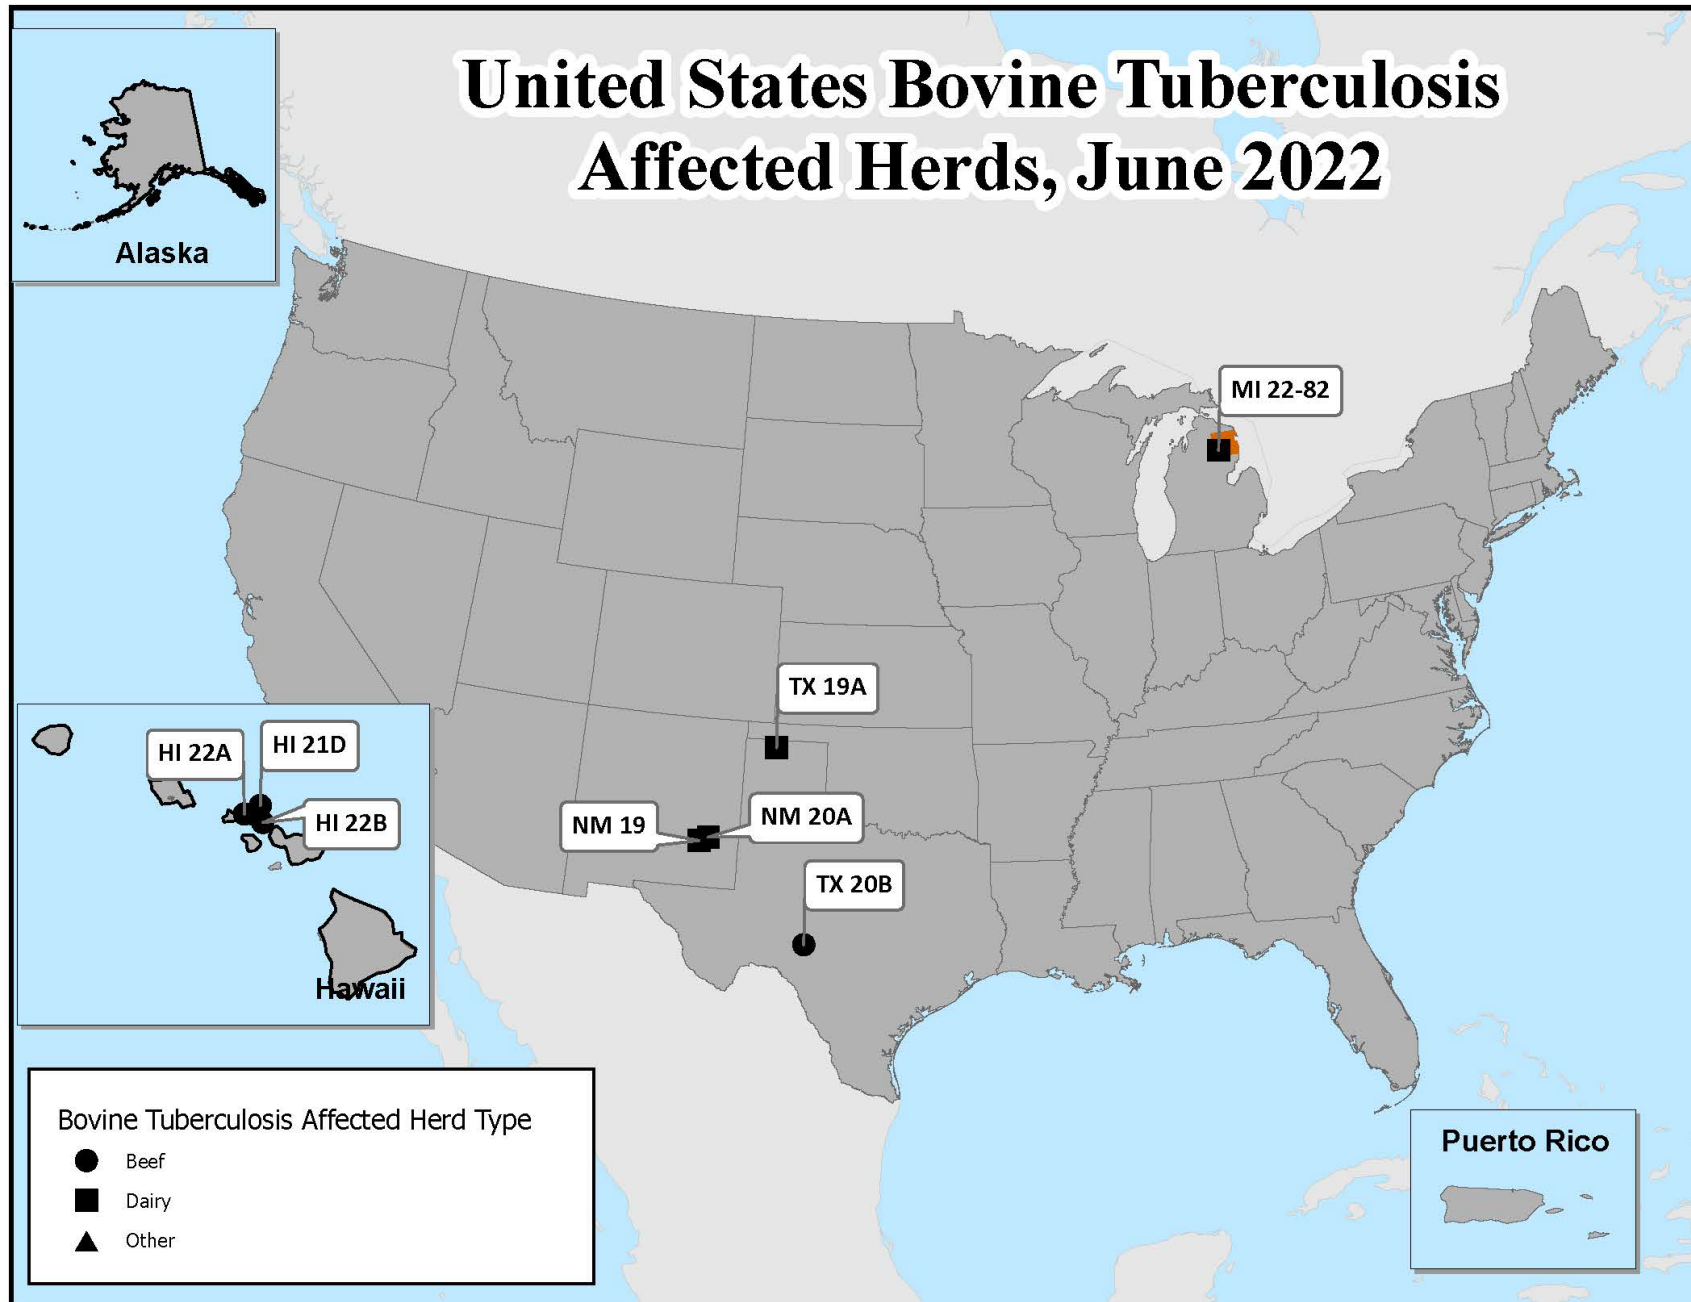 United States Bovine Tuberculosis
Affected Herds, June 2022
Alaska
MI 22-82
TX 19A
HI 22A
HI 21D
HI 22B
NM 19
NM 20A
TX 20B
Hawaii
Bovine Tuberculosis Affected Herd Type
Beef
Dairy
Other
Puerto Rico